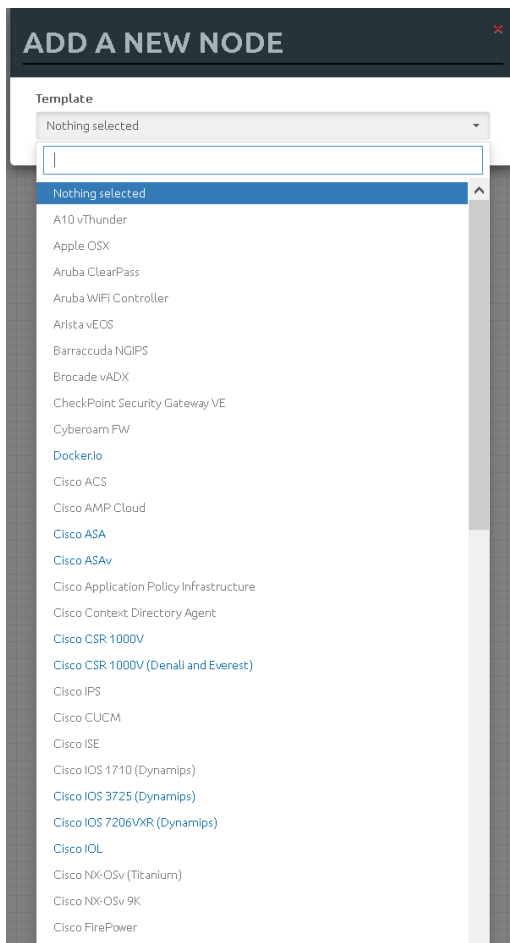 ADD A NEW NODE
Template
Nothing selected
Nothing selected
A10 vThunder
Apple OSX
Aruba ClearPass
Aruba WiFi Controller
Arista vEOS
Barraccuda NGIPS
Brocade vADX
CheckPoint Security Gateway VE
Cyberoam FW
Docker.io
Cisco ACS
Cisco AMP Cloud
Cisco ASA
Cisco ASAv
Cisco Application Policy Infrastructure
Cisco Context Directory Agent
Cisco CSR 1000V
Cisco CSR 1000V (Denali and Everest)
Cisco IPS
Cisco CUCM
Cisco ISE
Cisco IOS 1710 (Dynamips)
Cisco IOS 3725 (Dynamips)
Cisco IOS 7206VXR (Dynamips)
Cisco IOL
Cisco NX-OSv (Titanium)
Cisco NX-OSv 9K
Cisco FirePower